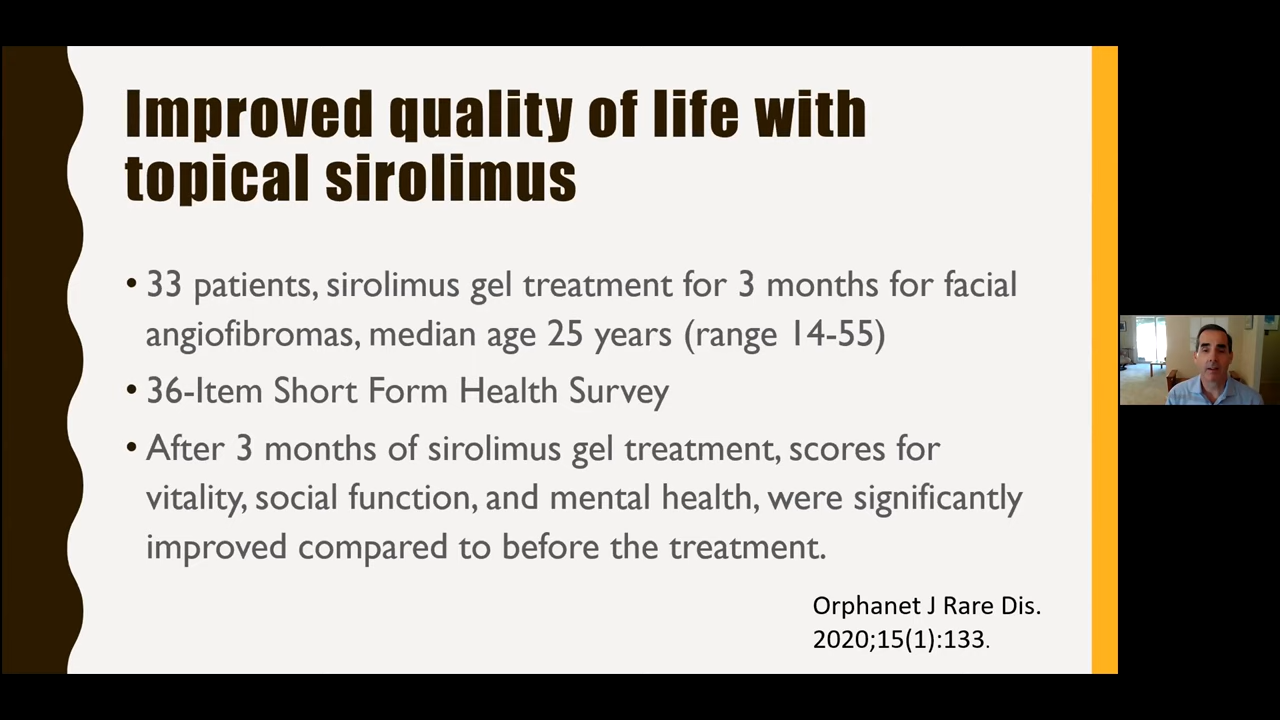 Improved quality of life with
topical sirolimus
• 33 patients, sirolimus gel treatment for 3 months for facial
angiofibromas, median age 25 years (range 14-55)
• 36-Item Short Form Health Survey
• After 3 months of sirolimus gel treatment, scores for
vitality, social function, and mental health, were significantly
improved compared to before the treatment.
Orphanet J Rare Dis.
2020;15(1):133.